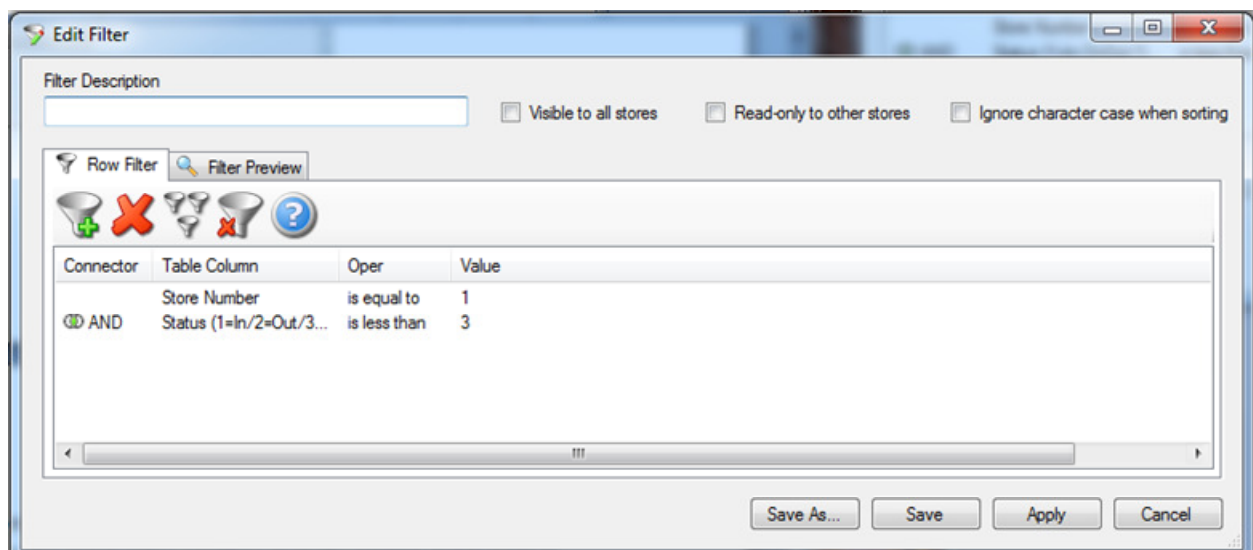 Edit Filter
Filter Description
Visible to all stores Read-only to other stores Ignore character case when sorting
Row Filter Filter Preview
Connector Table Column Oper Value
Store Number is equal to 1
AND Status (1=In/2=Out/3... is less than 3
Save As... Save Apply Cancel